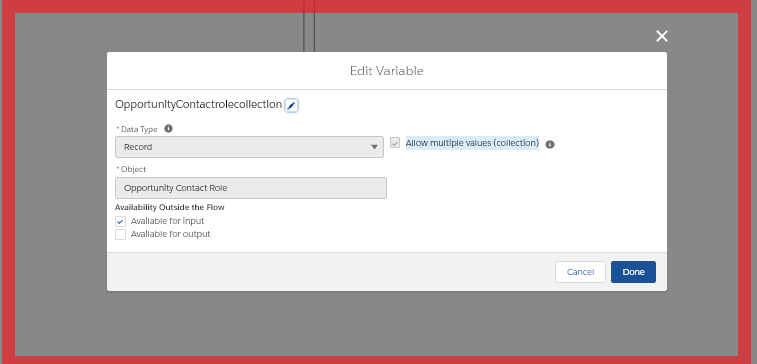 Edit Variable
OpportunityContactrolecollection
* Data Type
Record
Allow multiple values (collection)
* Object
Opportunity Contact Role
Availability Outside the Flow
Available for input
Available for output
Cancel
Done